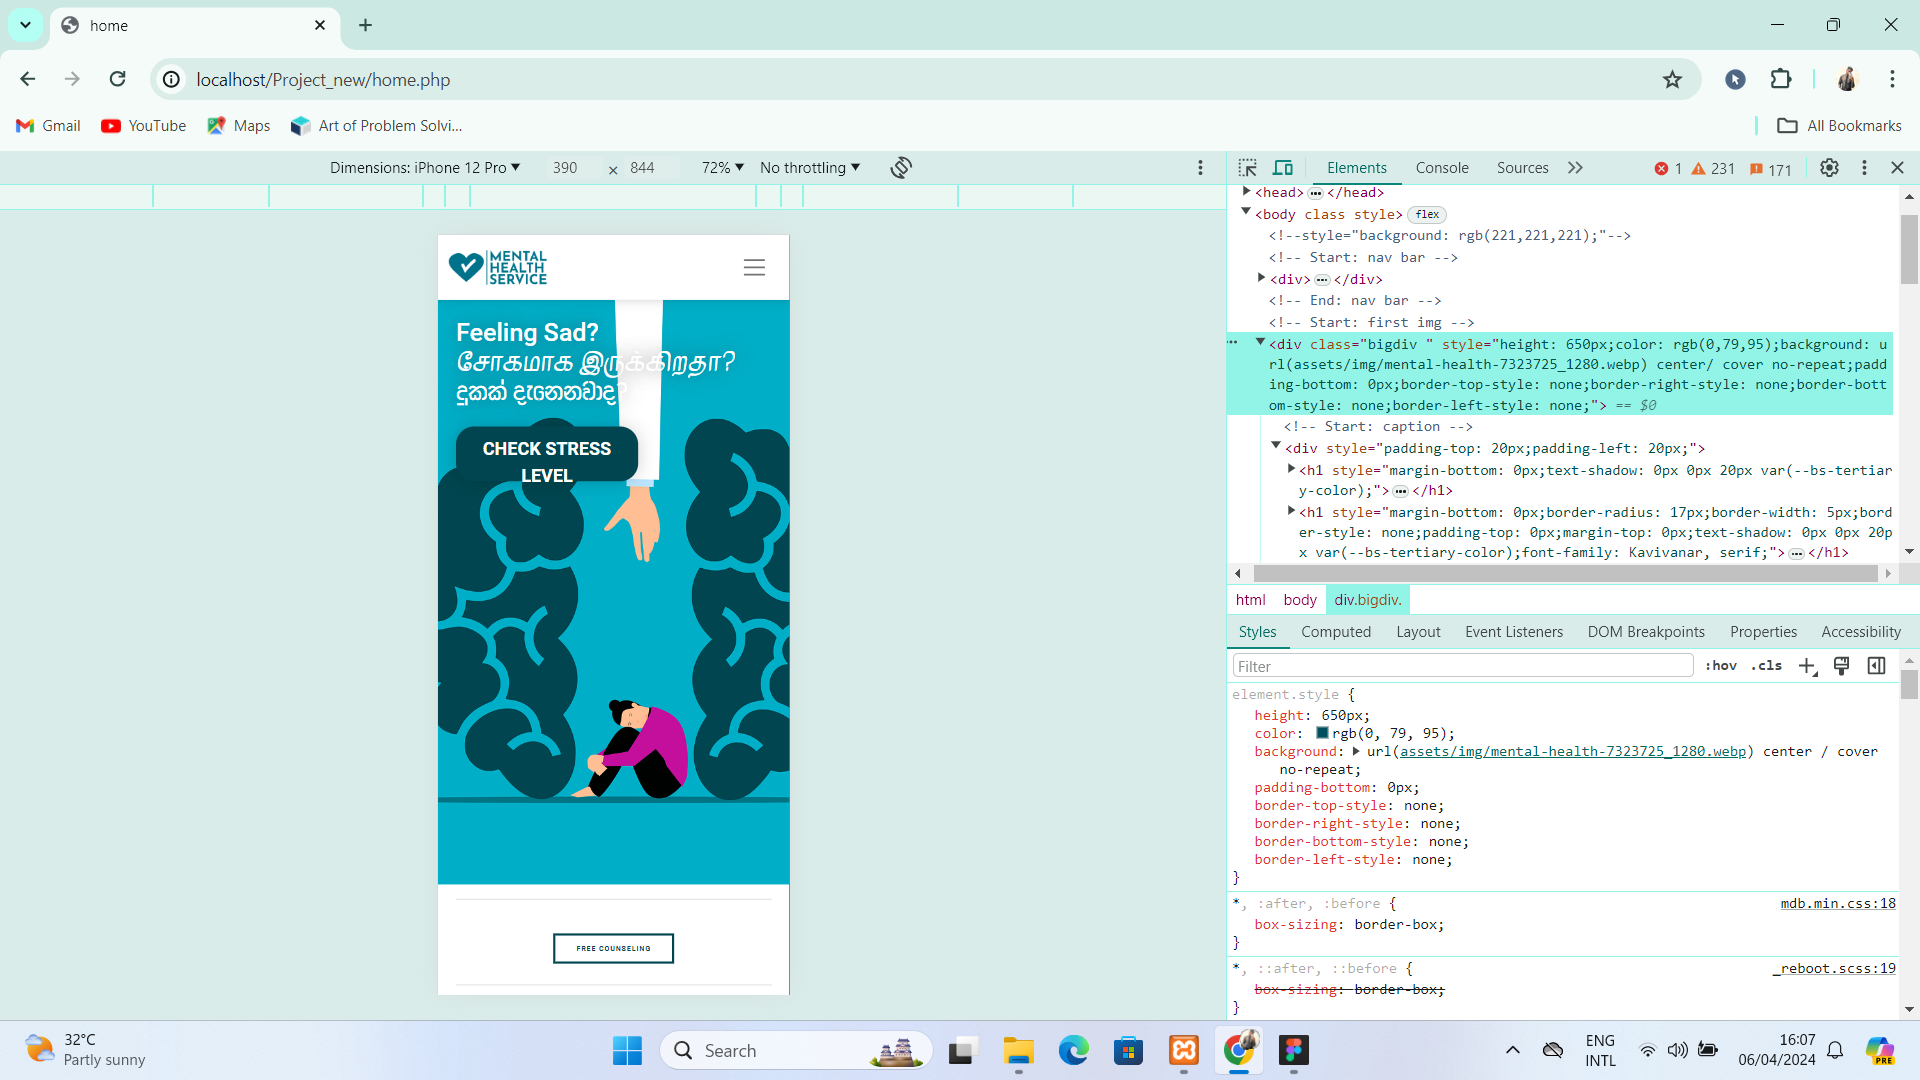 home
localhost/Project_new/home.php
Gmail YouTube Maps Art of Problem Solvi... All Bookmarks
Dimensions: iPhone 12 Pro ▼ 390 × 844 72% ▼ No throttling ▼
MENTAL
HEALTH
SERVICE
Feeling Sad?
சோகமாக இருக்கிறதா?
දුකක් දැනෙනවාද?
CHECK STRESS
LEVEL
FREE COUNSELING
Elements Console Sources 1 231 171
<head> ··· </head>
<body class style> flex
<!--style="background: rgb(221,221,221);"-->
<!-- Start: nav bar -->
<div> ··· </div>
<!-- End: nav bar -->
<!-- Start: first img -->
<div class="bigdiv " style="height: 650px;color: rgb(0,79,95);background: u
rl(assets/img/mental-health-7323725_1280.webp) center/ cover no-repeat;padd
ing-bottom: 0px;border-top-style: none;border-right-style: none;border-bott
om-style: none;border-left-style: none;"> == $0
<!-- Start: caption -->
<div style="padding-top: 20px;padding-left: 20px;">
<h1 style="margin-bottom: 0px;text-shadow: 0px 0px 20px var(--bs-tertiar
y-color);"> ··· </h1>
<h1 style="margin-bottom: 0px;border-radius: 17px;border-width: 5px;bord
er-style: none;padding-top: 0px;margin-top: 0px;text-shadow: 0px 0px 20p
x var(--bs-tertiary-color);font-family: Kavivanar, serif;"> ··· </h1>
html body div.bigdiv.
Styles Computed Layout Event Listeners DOM Breakpoints Properties Accessibility
Filter :hov .cls
element.style {
height: 650px;
color: rgb(0, 79, 95);
background: url(assets/img/mental-health-7323725_1280.webp) center / cover
no-repeat;
padding-bottom: 0px;
border-top-style: none;
border-right-style: none;
border-bottom-style: none;
border-left-style: none;
}
*, :after, :before { mdb.min.css:18
box-sizing: border-box;
}
*, ::after, ::before { _reboot.scss:19
box-sizing: border-box;
}
32°C
Partly sunny
Search
ENG
INTL
16:07
06/04/2024
PRE